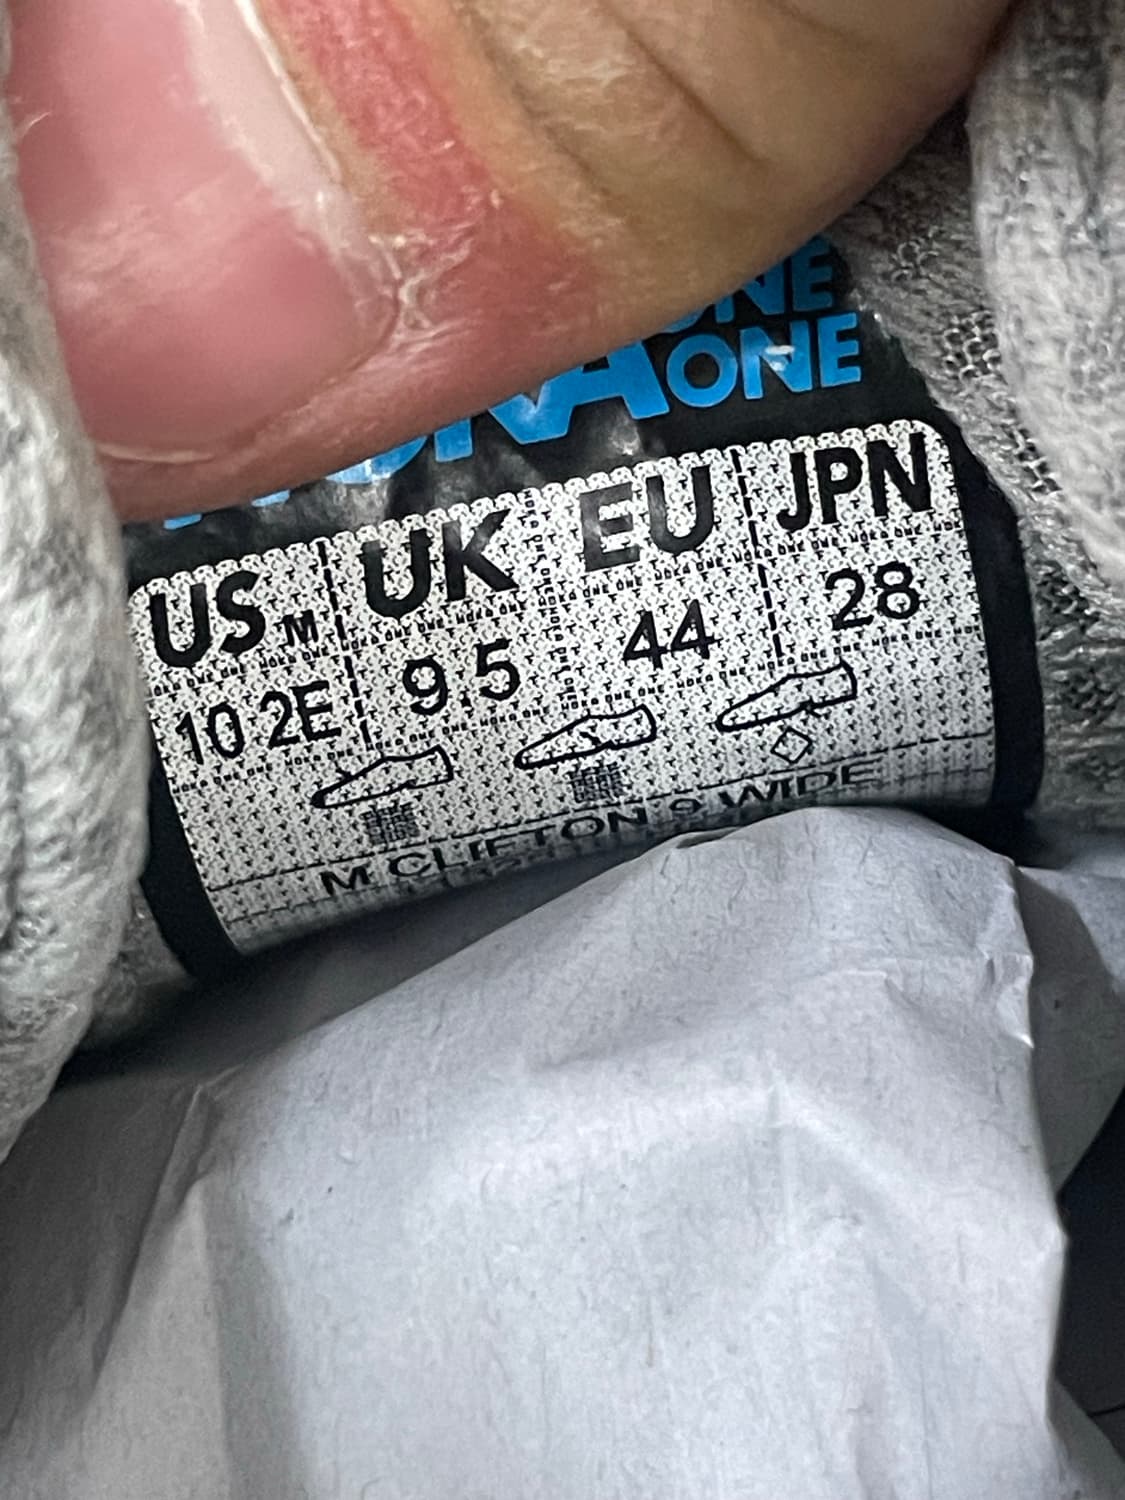 ONE
ONE
US M UK EU JPN
10 2E 9.5 44 28
M CLIFTON 9 WIDE